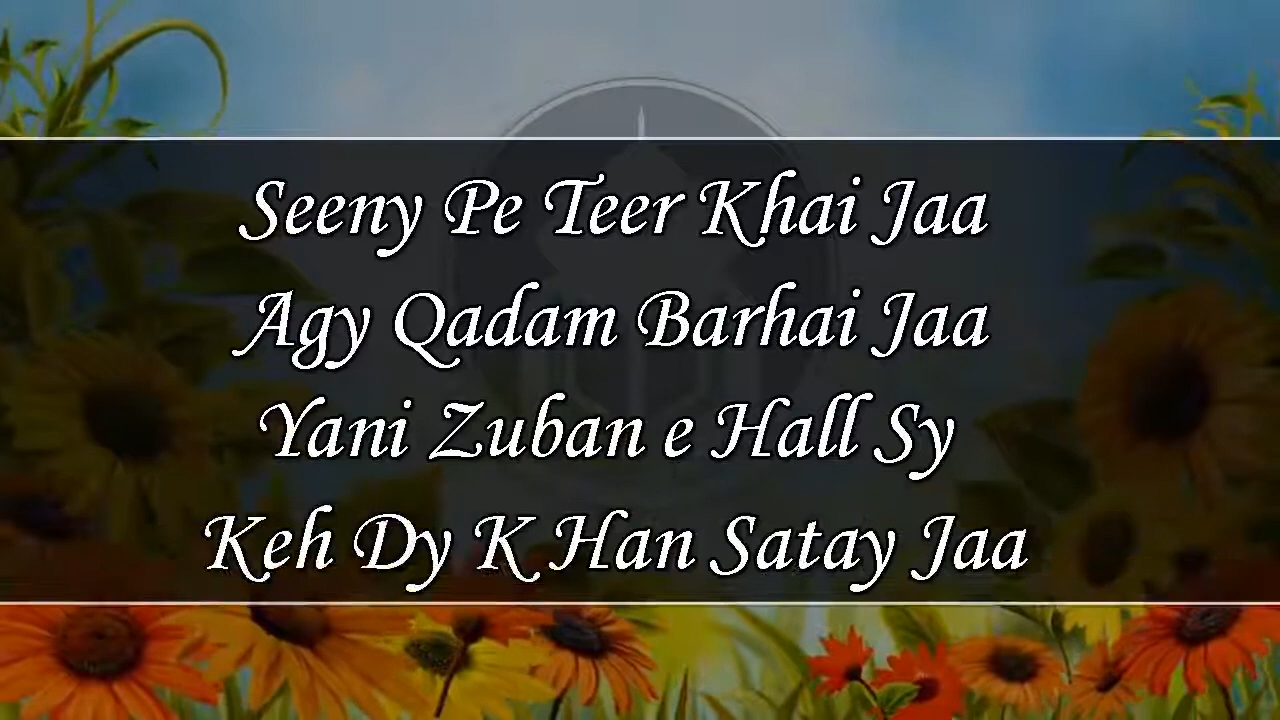 Seeny Pe Teer Khai Jaa
Agy Qadam Barhai Jaa
Yani Zuban e Hall Sy
Keh Dy K Han Satay Jaa